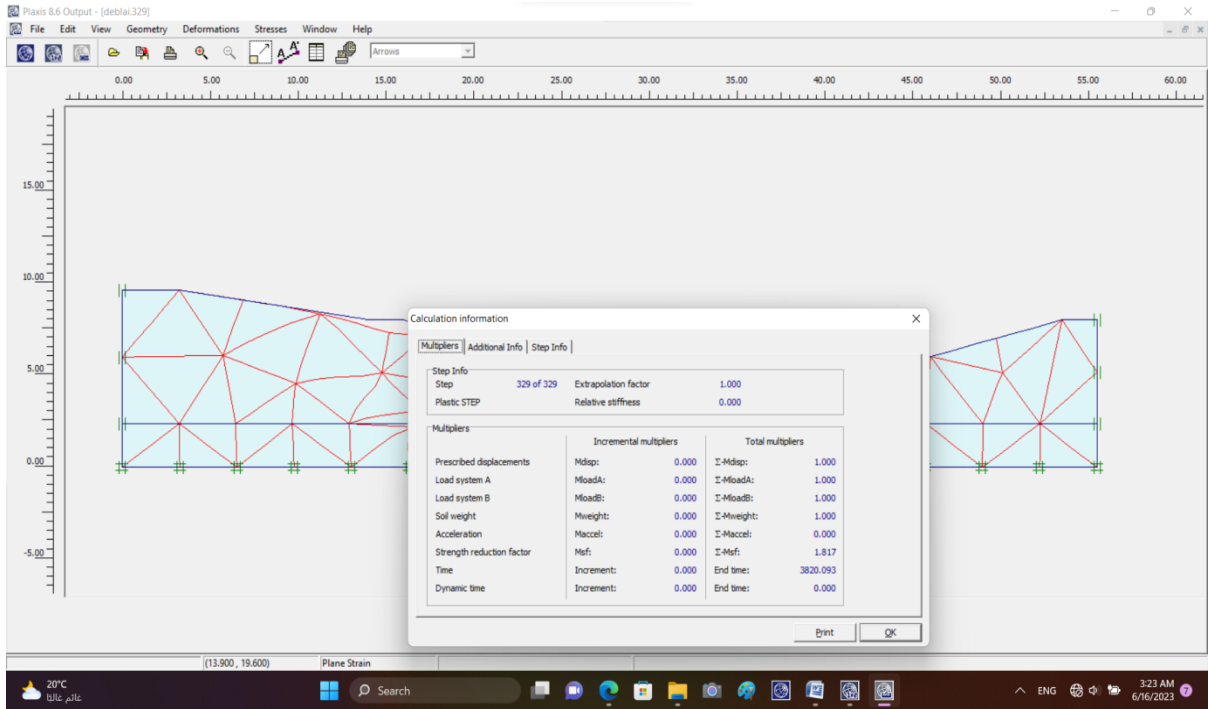 Plaxis 8.6 Output - [deblai.329]
File Edit View Geometry Deformations Stresses Window Help
Arrows
0.00 5.00 10.00 15.00 20.00 25.00 30.00 35.00 40.00 45.00 50.00 55.00 60.00
15.00
10.00
5.00
0.00
-5.00
Calculation information
Multipliers Additional Info Step Info
Step Info
Step 329 of 329 Extrapolation factor 1.000
Plastic STEP Relative stiffness 0.000
Multipliers
Incremental multipliers Total multipliers
Prescribed displacements Mdisp: 0.000 Σ-Mdisp: 1.000
Load system A MloadA: 0.000 Σ-MloadA: 1.000
Load system B MloadB: 0.000 Σ-MloadB: 1.000
Soil weight Mweight: 0.000 Σ-Mweight: 1.000
Acceleration Maccel: 0.000 Σ-Maccel: 0.000
Strength reduction factor Msf: 0.000 Σ-Msf: 1.817
Time Increment: 0.000 End time: 3820.093
Dynamic time Increment: 0.000 End time: 0.000
Print OK
(13.900 , 19.600) Plane Strain
20°C
غائم غالبا
Search
ENG
3:23 AM
6/16/2023
7